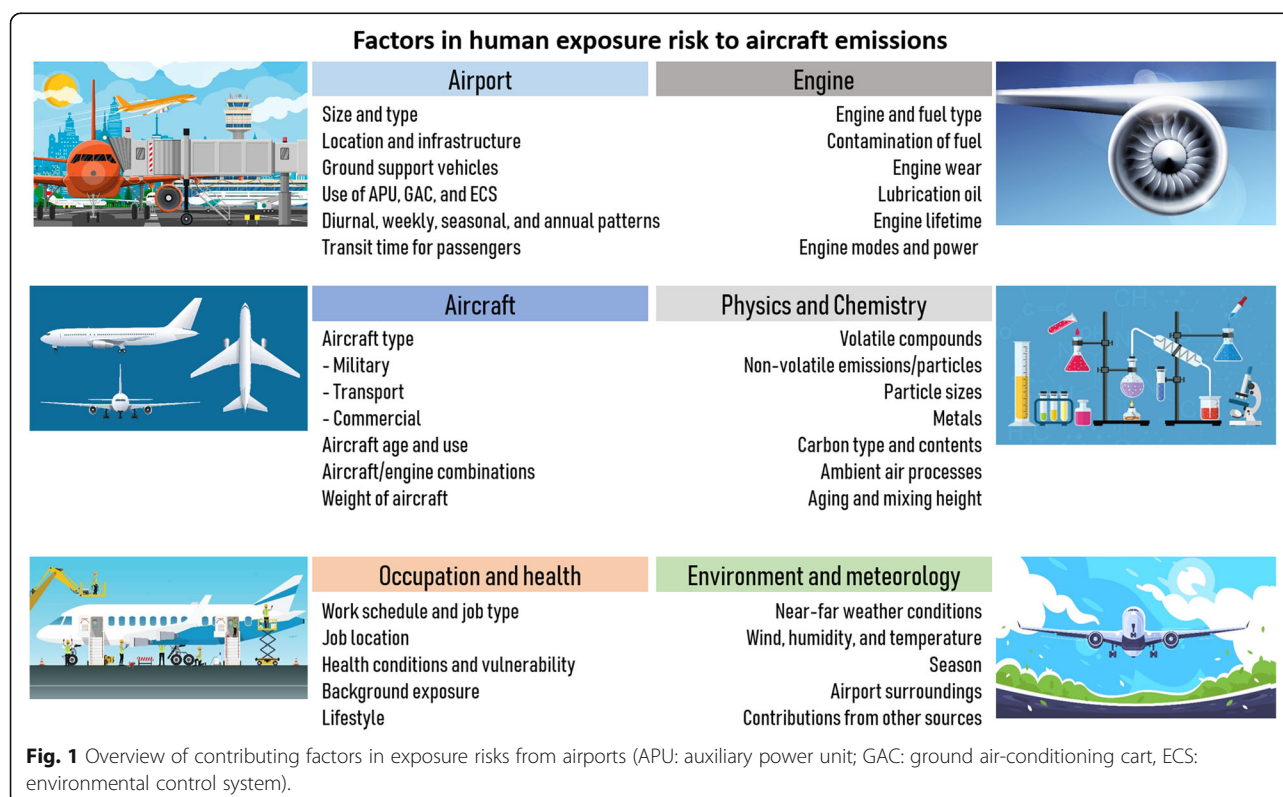 Factors in human exposure risk to aircraft emissions
Airport
Size and type
Location and infrastructure
Ground support vehicles
Use of APU, GAC, and ECS
Diurnal, weekly, seasonal, and annual patterns
Transit time for passengers
Engine
Engine and fuel type
Contamination of fuel
Engine wear
Lubrication oil
Engine lifetime
Engine modes and power
Aircraft
Aircraft type
- Military
- Transport
- Commercial
Aircraft age and use
Aircraft/engine combinations
Weight of aircraft
Physics and Chemistry
Volatile compounds
Non-volatile emissions/particles
Particle sizes
Metals
Carbon type and contents
Ambient air processes
Aging and mixing height
Occupation and health
Work schedule and job type
Job location
Health conditions and vulnerability
Background exposure
Lifestyle
Environment and meteorology
Near-far weather conditions
Wind, humidity, and temperature
Season
Airport surroundings
Contributions from other sources
Fig. 1 Overview of contributing factors in exposure risks from airports (APU: auxiliary power unit; GAC: ground air-conditioning cart, ECS:
environmental control system).